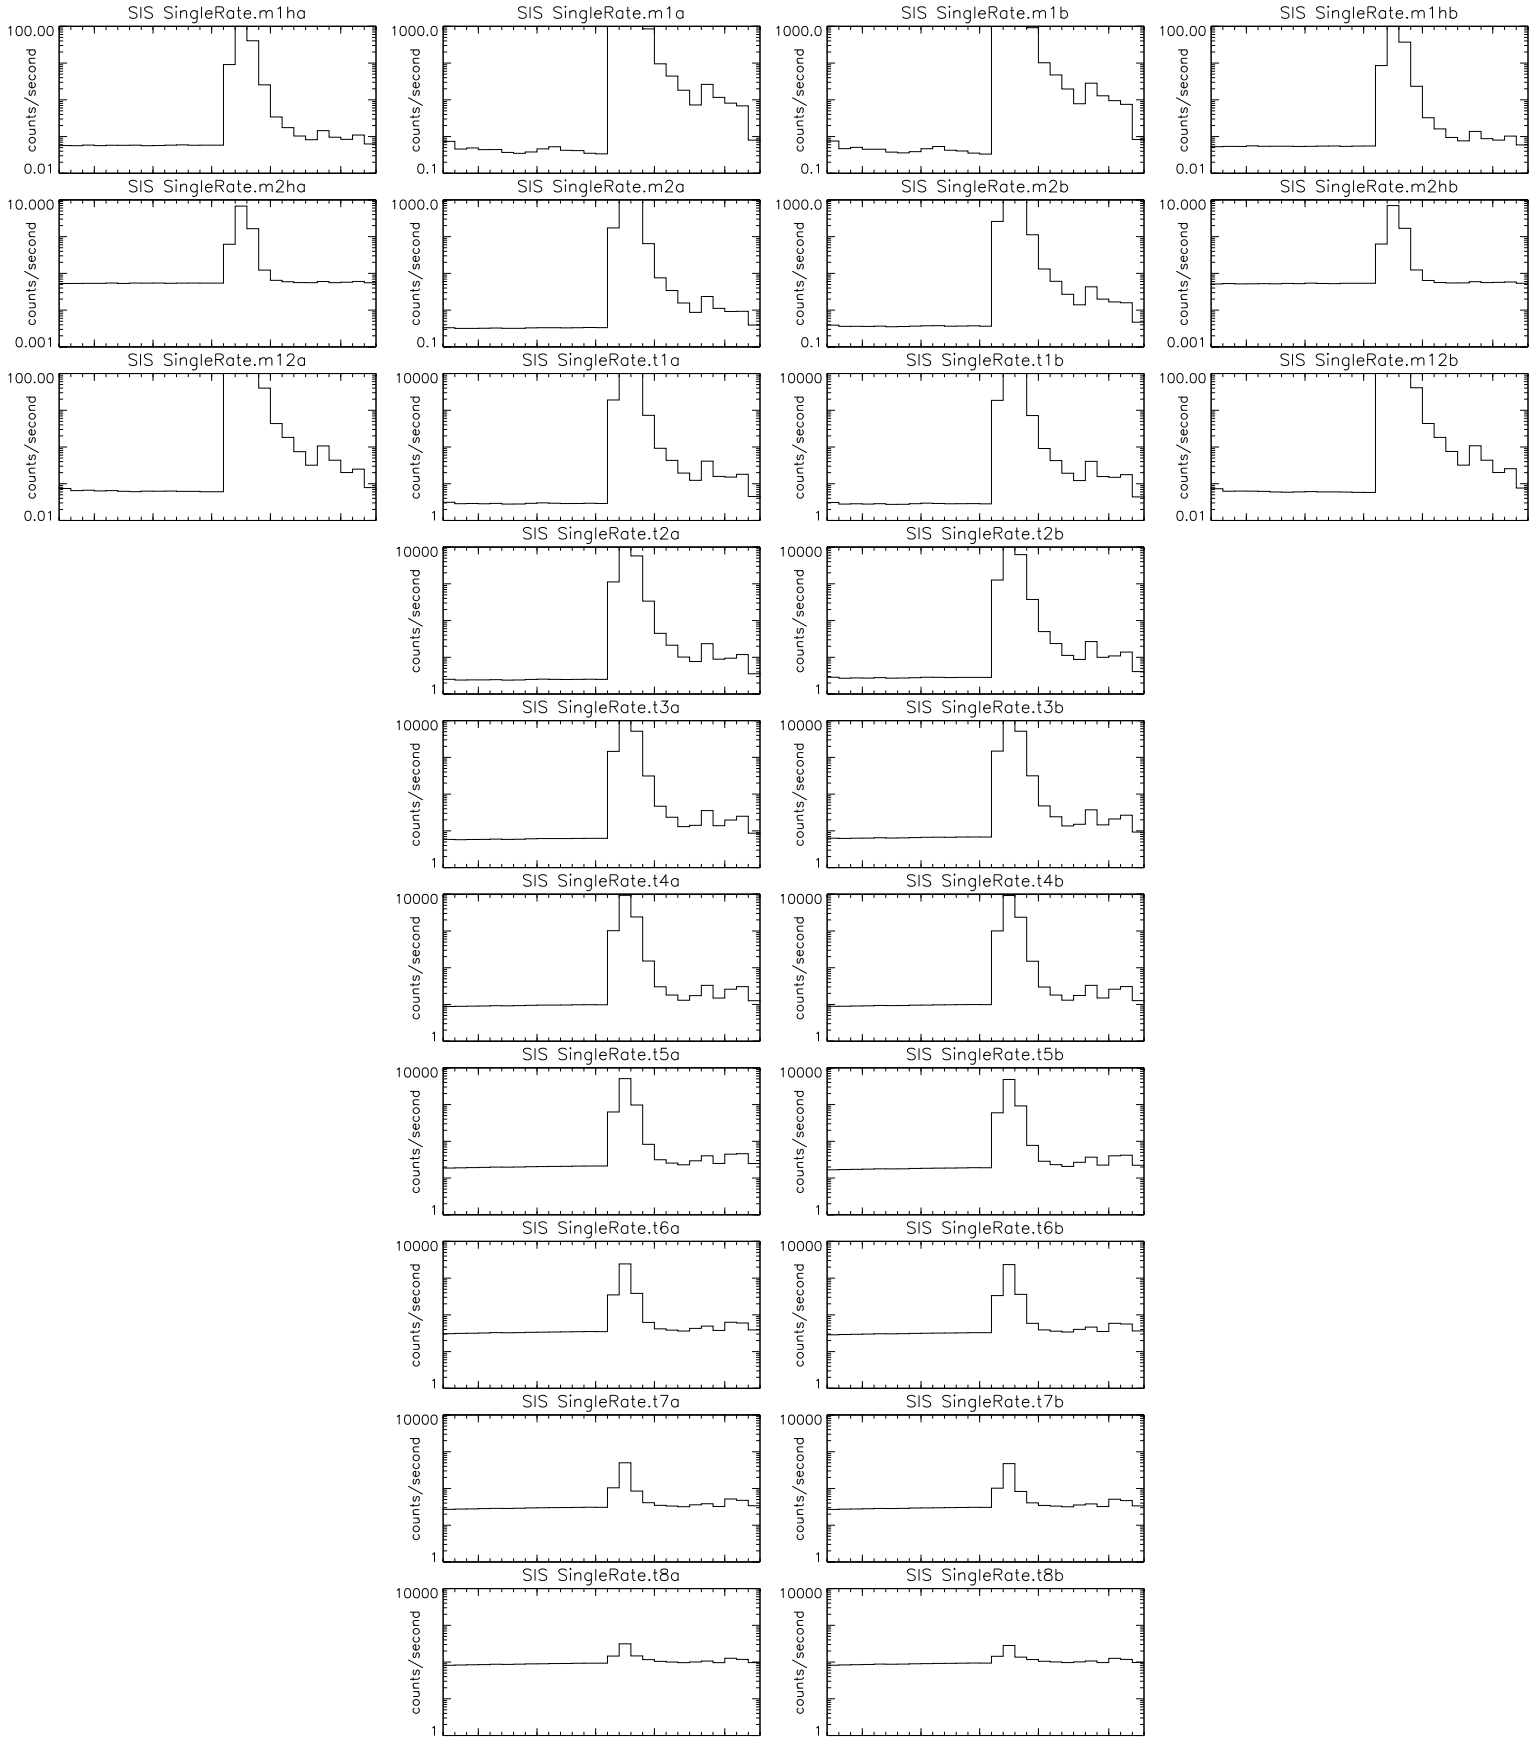 SIS SingleRate.m1ha
100.00
counts/second
0.01
SIS SingleRate.m1a
1000.0
counts/second
0.1
SIS SingleRate.m1b
1000.0
counts/second
0.1
SIS SingleRate.m1hb
100.00
counts/second
0.01
SIS SingleRate.m2ha
10.000
counts/second
0.001
SIS SingleRate.m2a
1000.0
counts/second
0.1
SIS SingleRate.m2b
1000.0
counts/second
0.1
SIS SingleRate.m2hb
10.000
counts/second
0.001
SIS SingleRate.m12a
100.00
counts/second
0.01
SIS SingleRate.t1a
10000
counts/second
1
SIS SingleRate.t1b
10000
counts/second
1
SIS SingleRate.m12b
100.00
counts/second
0.01
SIS SingleRate.t2a
10000
counts/second
1
SIS SingleRate.t2b
10000
counts/second
1
SIS SingleRate.t3a
10000
counts/second
1
SIS SingleRate.t3b
10000
counts/second
1
SIS SingleRate.t4a
10000
counts/second
1
SIS SingleRate.t4b
10000
counts/second
1
SIS SingleRate.t5a
10000
counts/second
1
SIS SingleRate.t5b
10000
counts/second
1
SIS SingleRate.t6a
10000
counts/second
1
SIS SingleRate.t6b
10000
counts/second
1
SIS SingleRate.t7a
10000
counts/second
1
SIS SingleRate.t7b
10000
counts/second
1
SIS SingleRate.t8a
10000
counts/second
1
SIS SingleRate.t8b
10000
counts/second
1